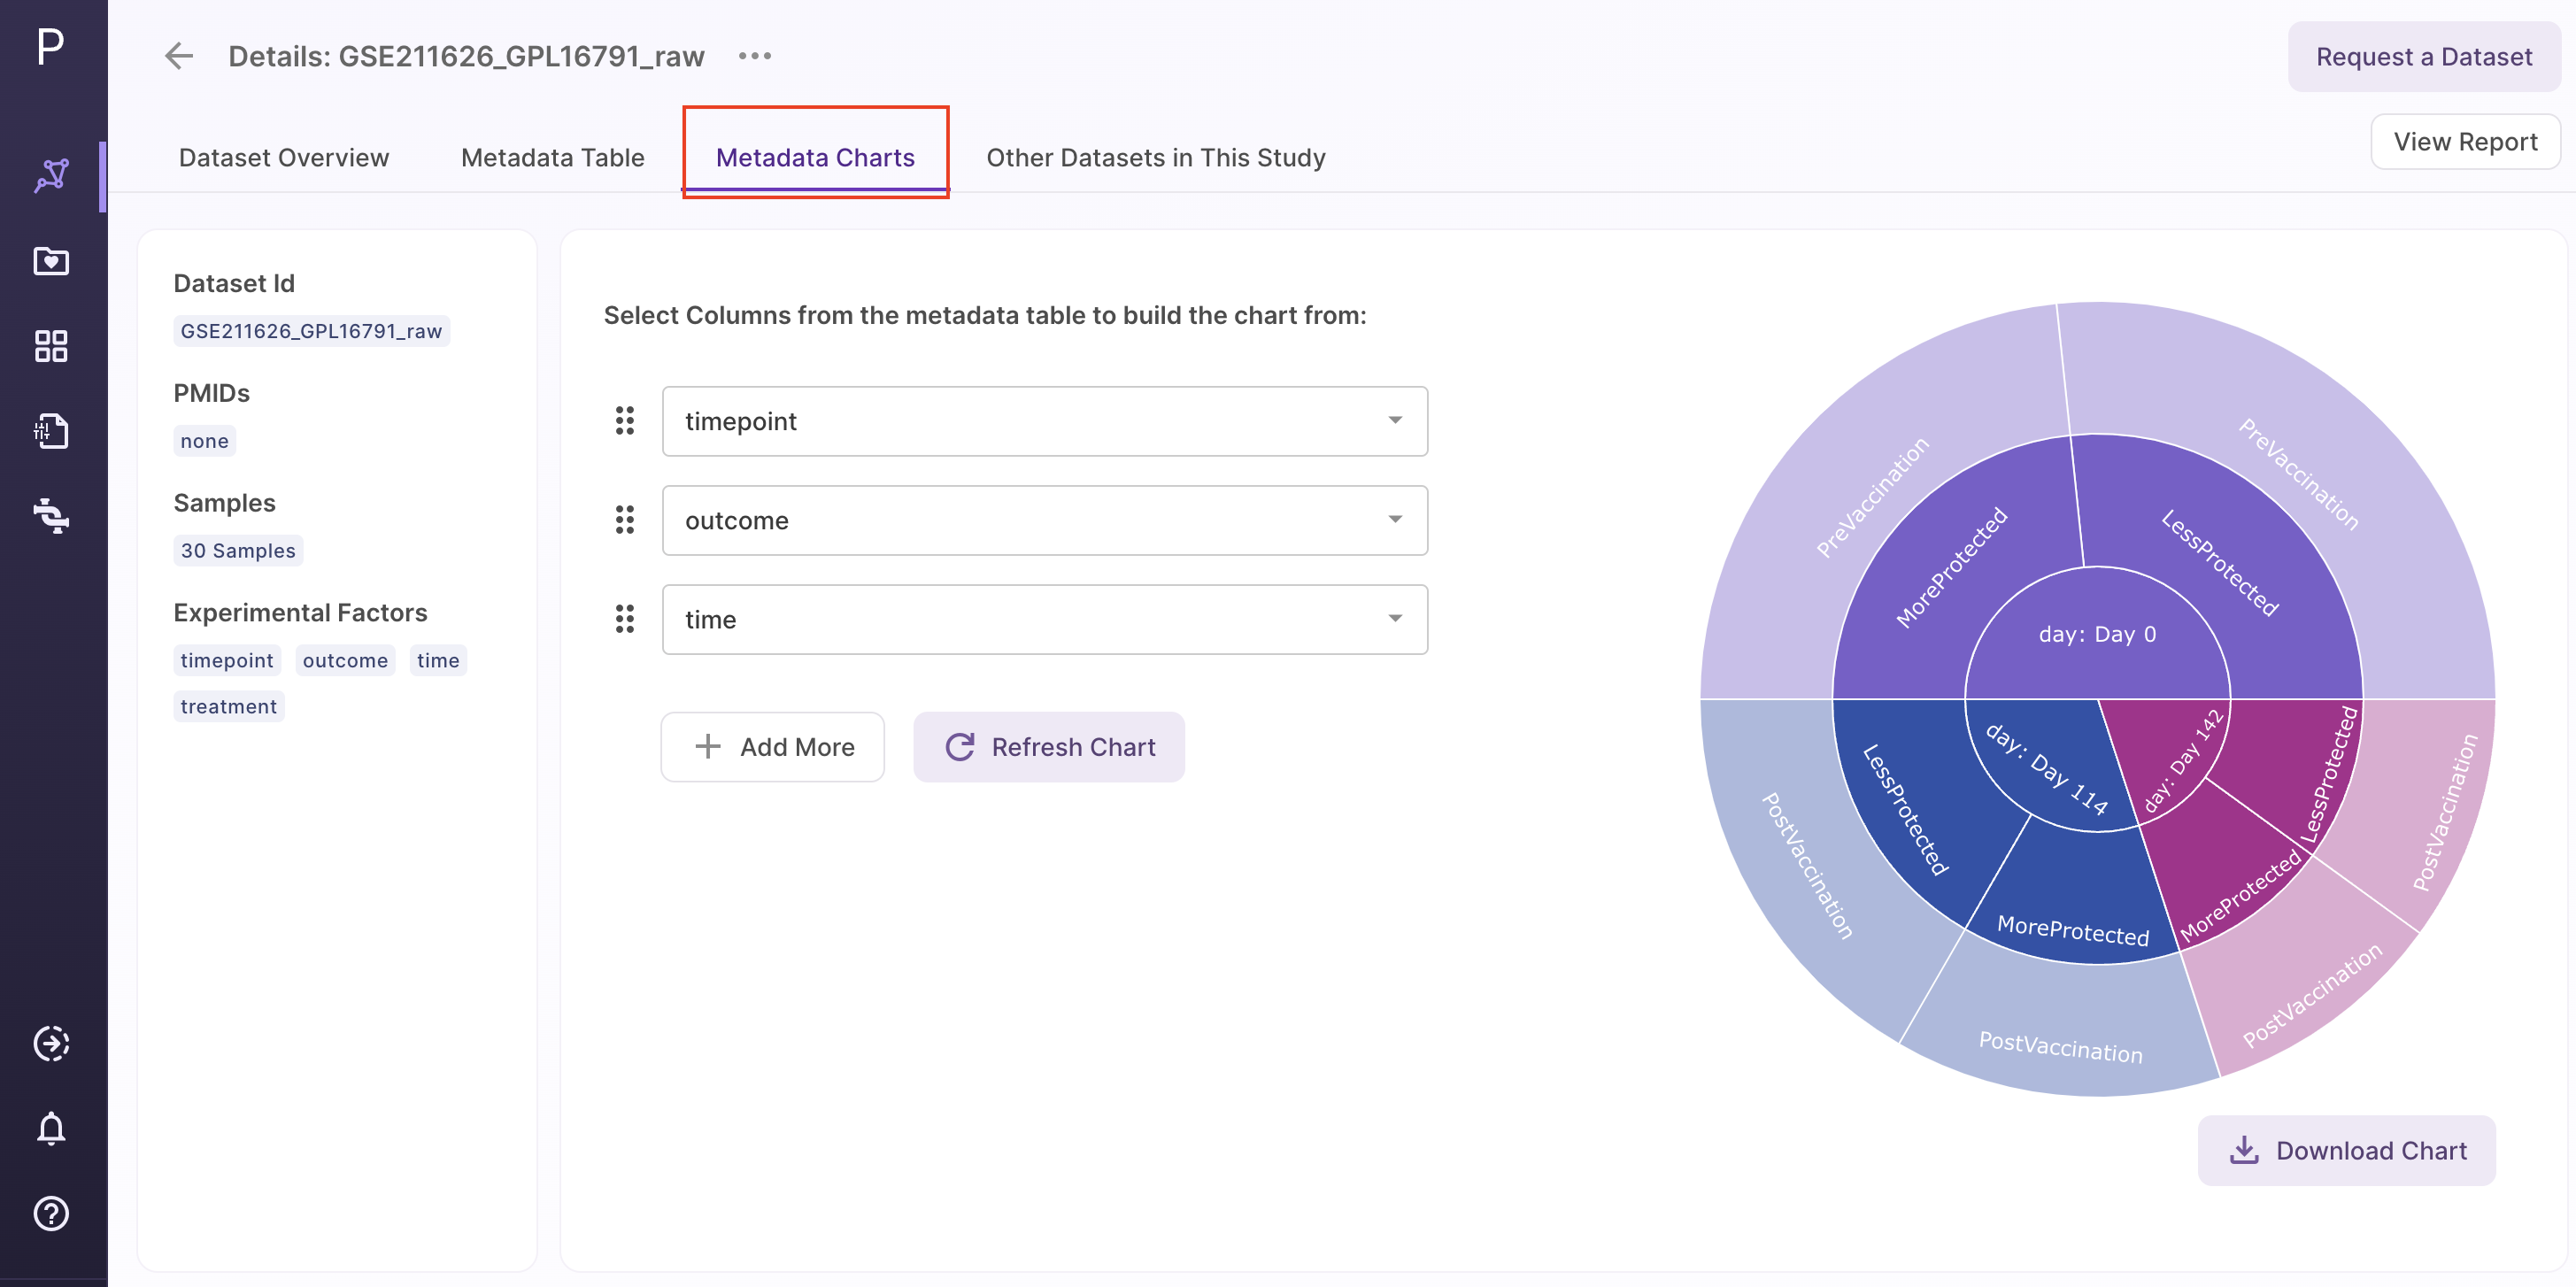 P
Details: GSE211626_GPL16791_raw
Request a Dataset
Dataset Overview
Metadata Table
Metadata Charts
Other Datasets in This Study
View Report
Dataset Id
GSE211626_GPL16791_raw
PMIDs
none
Samples
30 Samples
Experimental Factors
timepoint outcome time
treatment
Select Columns from the metadata table to build the chart from:
timepoint
outcome
time
Add More
Refresh Chart
PreVaccination
PreVaccination
MoreProtected
LessProtected
day: Day 0
day: Day 114
day: Day 142
LessProtected
MoreProtected
MoreProtected
LessProtected
PostVaccination
PostVaccination
PostVaccination
PostVaccination
Download Chart